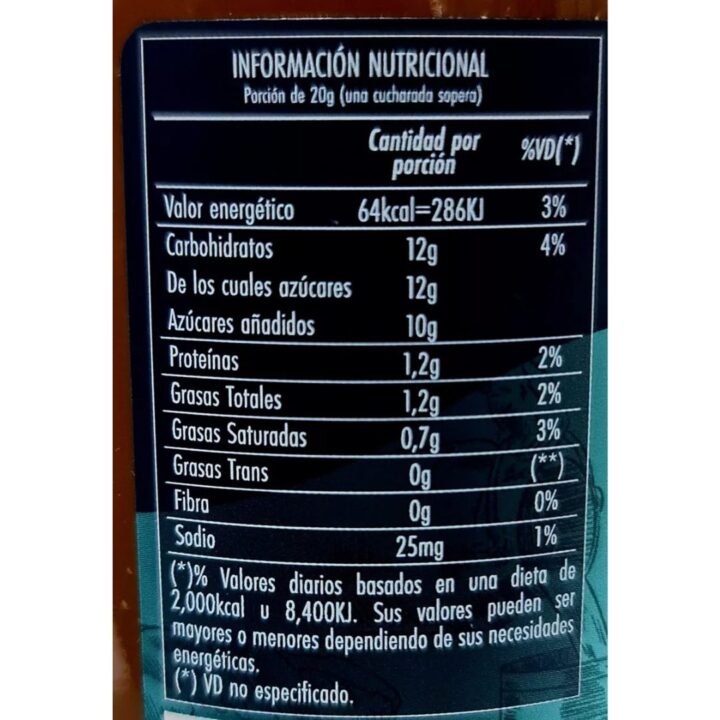 INFORMACIÓN NUTRICIONAL
Porción de 20g (una cucharada sopera)
Cantidad por porción %VD(*)
Valor energético 64kcal=286KJ 3%
Carbohidratos 12g 4%
De los cuales azúcares 12g
Azúcares añadidos 10g
Proteínas 1,2g 2%
Grasas Totales 1,2g 2%
Grasas Saturadas 0,7g 3%
Grasas Trans 0g (**)
Fibra 0g 0%
Sodio 25mg 1%
(*)% Valores diarios basados en una dieta de
2,000kcal u 8,400KJ. Sus valores pueden ser
mayores o menores dependiendo de sus necesidades
energéticas.
(*) VD no especificado.